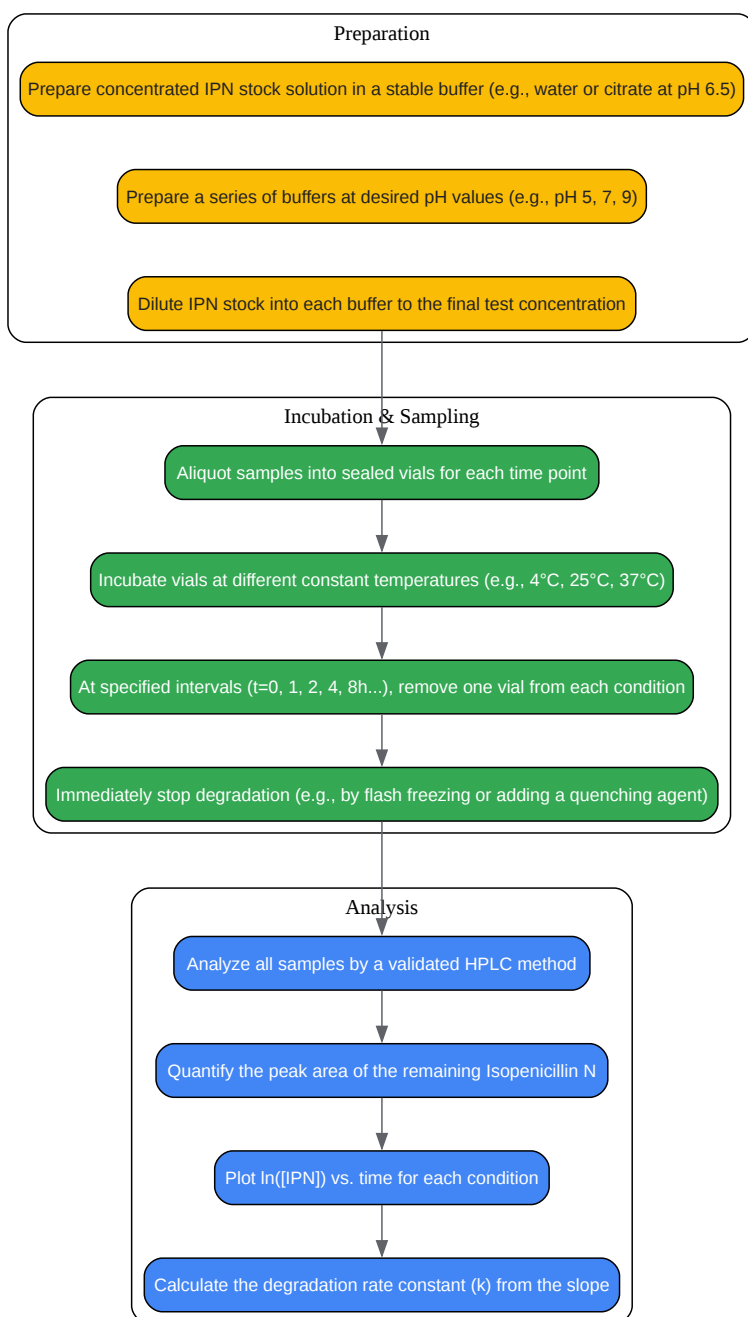 Preparation
Prepare concentrated IPN stock solution in a stable buffer (e.g., water or citrate at pH 6.5)
Prepare a series of buffers at desired pH values (e.g., pH 5, 7, 9)
Dilute IPN stock into each buffer to the final test concentration
Incubation & Sampling
Aliquot samples into sealed vials for each time point
Incubate vials at different constant temperatures (e.g., 4°C, 25°C, 37°C)
At specified intervals (t=0, 1, 2, 4, 8h...), remove one vial from each condition
Immediately stop degradation (e.g., by flash freezing or adding a quenching agent)
Analysis
Analyze all samples by a validated HPLC method
Quantify the peak area of the remaining Isopenicillin N
Plot ln([IPN]) vs. time for each condition
Calculate the degradation rate constant (k) from the slope